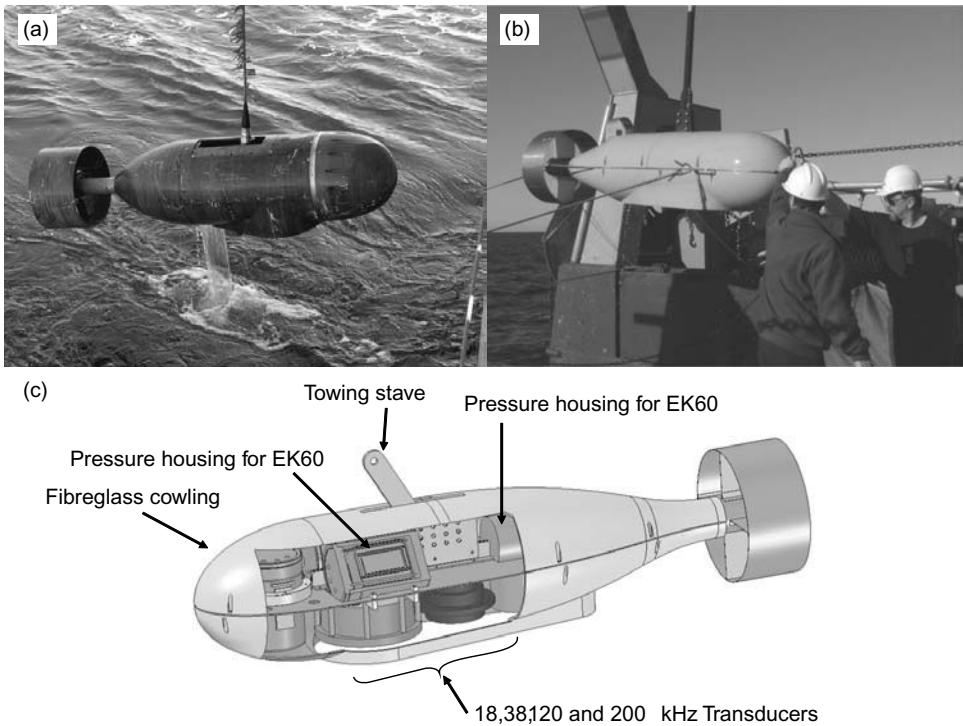 (a)
(b)
(c)
Towing stave
Pressure housing for EK60
Pressure housing for EK60
Fibreglass cowling
18,38,120 and 200 kHz Transducers